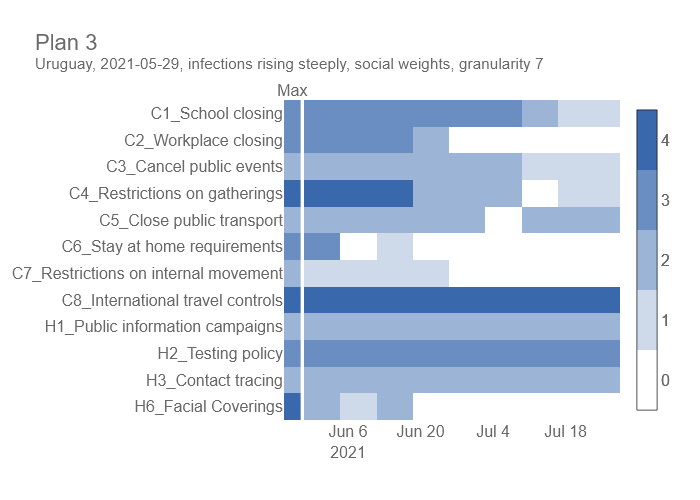 Plan 3
Uruguay, 2021-05-29, infections rising steeply, social weights, granularity 7
Max
C1_School closing
C2_Workplace closing
C3_Cancel public events
C4_Restrictions on gatherings
C5_Close public transport
C6_Stay at home requirements
C7_Restrictions on internal movement
C8_International travel controls
H1_Public information campaigns
H2_Testing policy
H3_Contact tracing
H6_Facial Coverings
Jun 6 Jun 20 Jul 4 Jul 18
2021
4
3
2
1
0